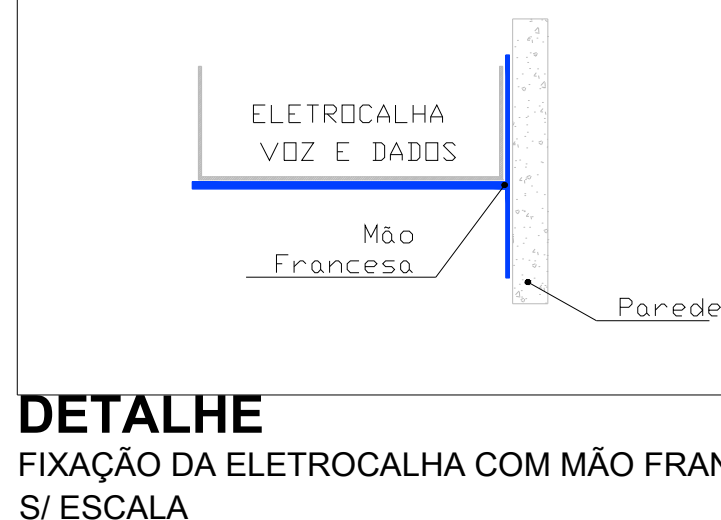 ELETROCALHA
VOZ E DADOS
Mão
Francesa
Parede
DETALHE
FIXAÇÃO DA ELETROCALHA COM MÃO FRAN
S/ ESCALA